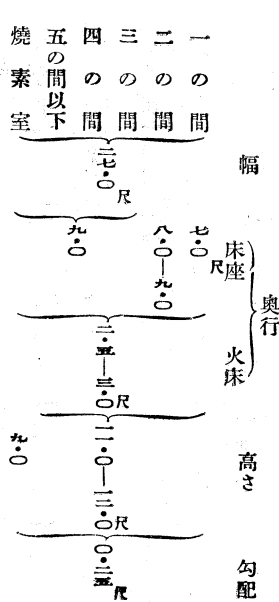 幅
奥行
床座
火床
高さ
勾配
一の間
二の間
三の間
四の間
五の間以下
燒素室
二七・〇尺
七・〇尺
八・〇―九・〇
九・〇
二・五―三・〇尺
一一・〇―一二・〇尺
九・〇
〇・二五尺